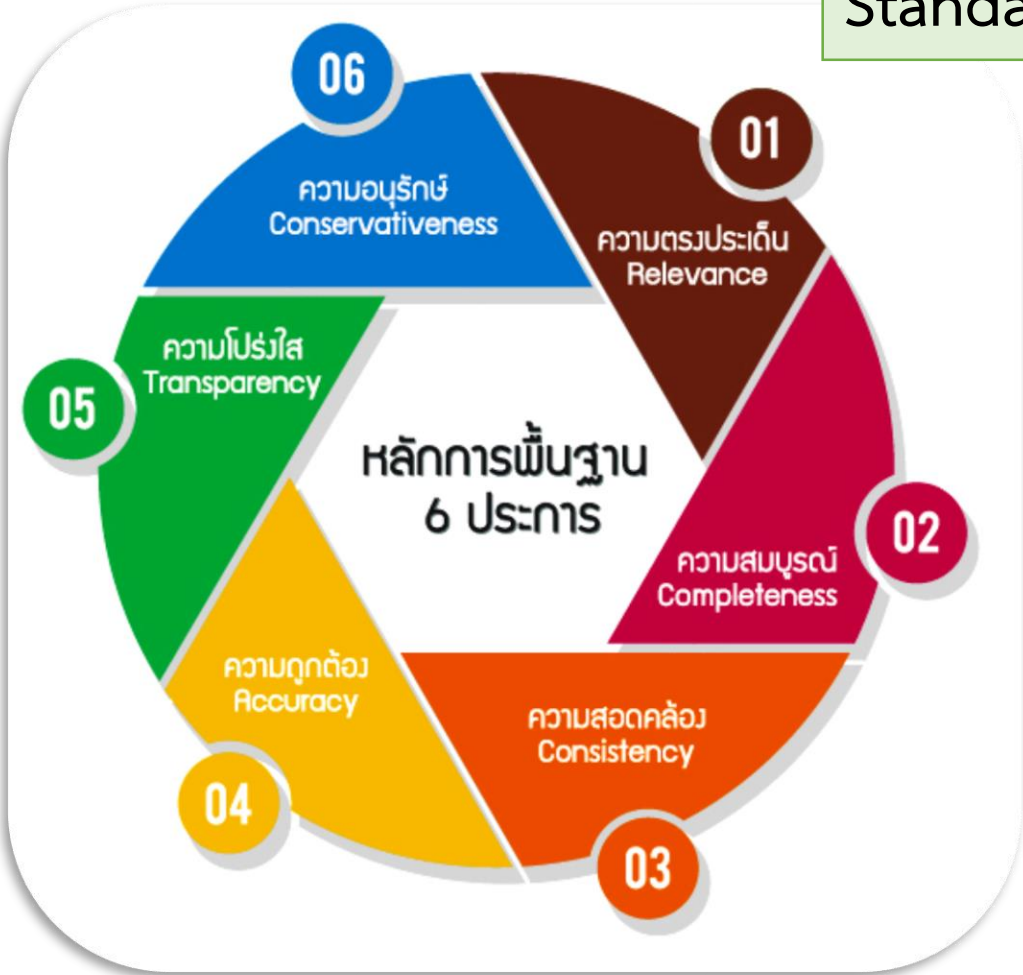 Standa
06
ความอนุรักษ์
Conservativeness
01
ความตรงประเด็น
Relevance
05
ความโปร่งใส
Transparency
หลักการพื้นฐาน
6 ประการ
02
ความสมบูรณ์
Completeness
04
ความถูกต้อง
Accuracy
ความสอดคล้อง
Consistency
03